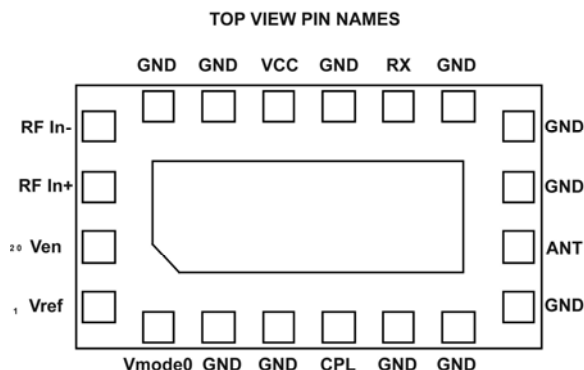 TOP VIEW PIN NAMES
GND GND VCC GND RX GND
RF In- GND
RF In+ GND
20 Ven ANT
1 Vref GND
Vmode0 GND GND CPL GND GND